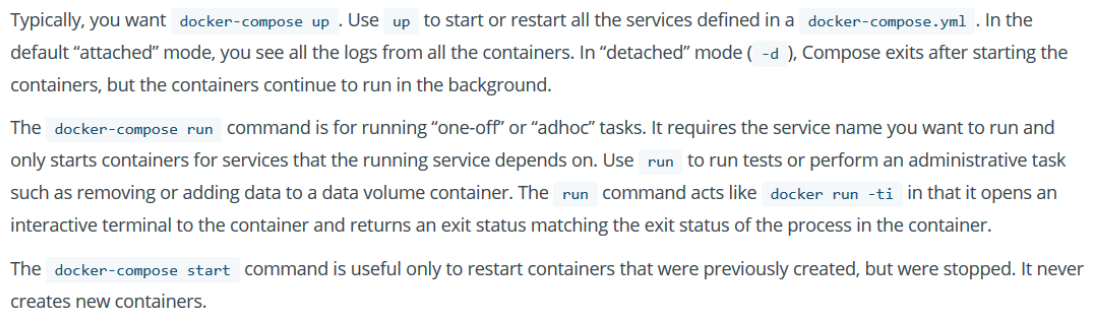 Typically, you want docker-compose up . Use up to start or restart all the services defined in a docker-compose.yml . In the
default “attached” mode, you see all the logs from all the containers. In “detached” mode ( -d ), Compose exits after starting the
containers, but the containers continue to run in the background.
The docker-compose run command is for running “one-off” or “adhoc” tasks. It requires the service name you want to run and
only starts containers for services that the running service depends on. Use run to run tests or perform an administrative task
such as removing or adding data to a data volume container. The run command acts like docker run -ti in that it opens an
interactive terminal to the container and returns an exit status matching the exit status of the process in the container.
The docker-compose start command is useful only to restart containers that were previously created, but were stopped. It never
creates new containers.